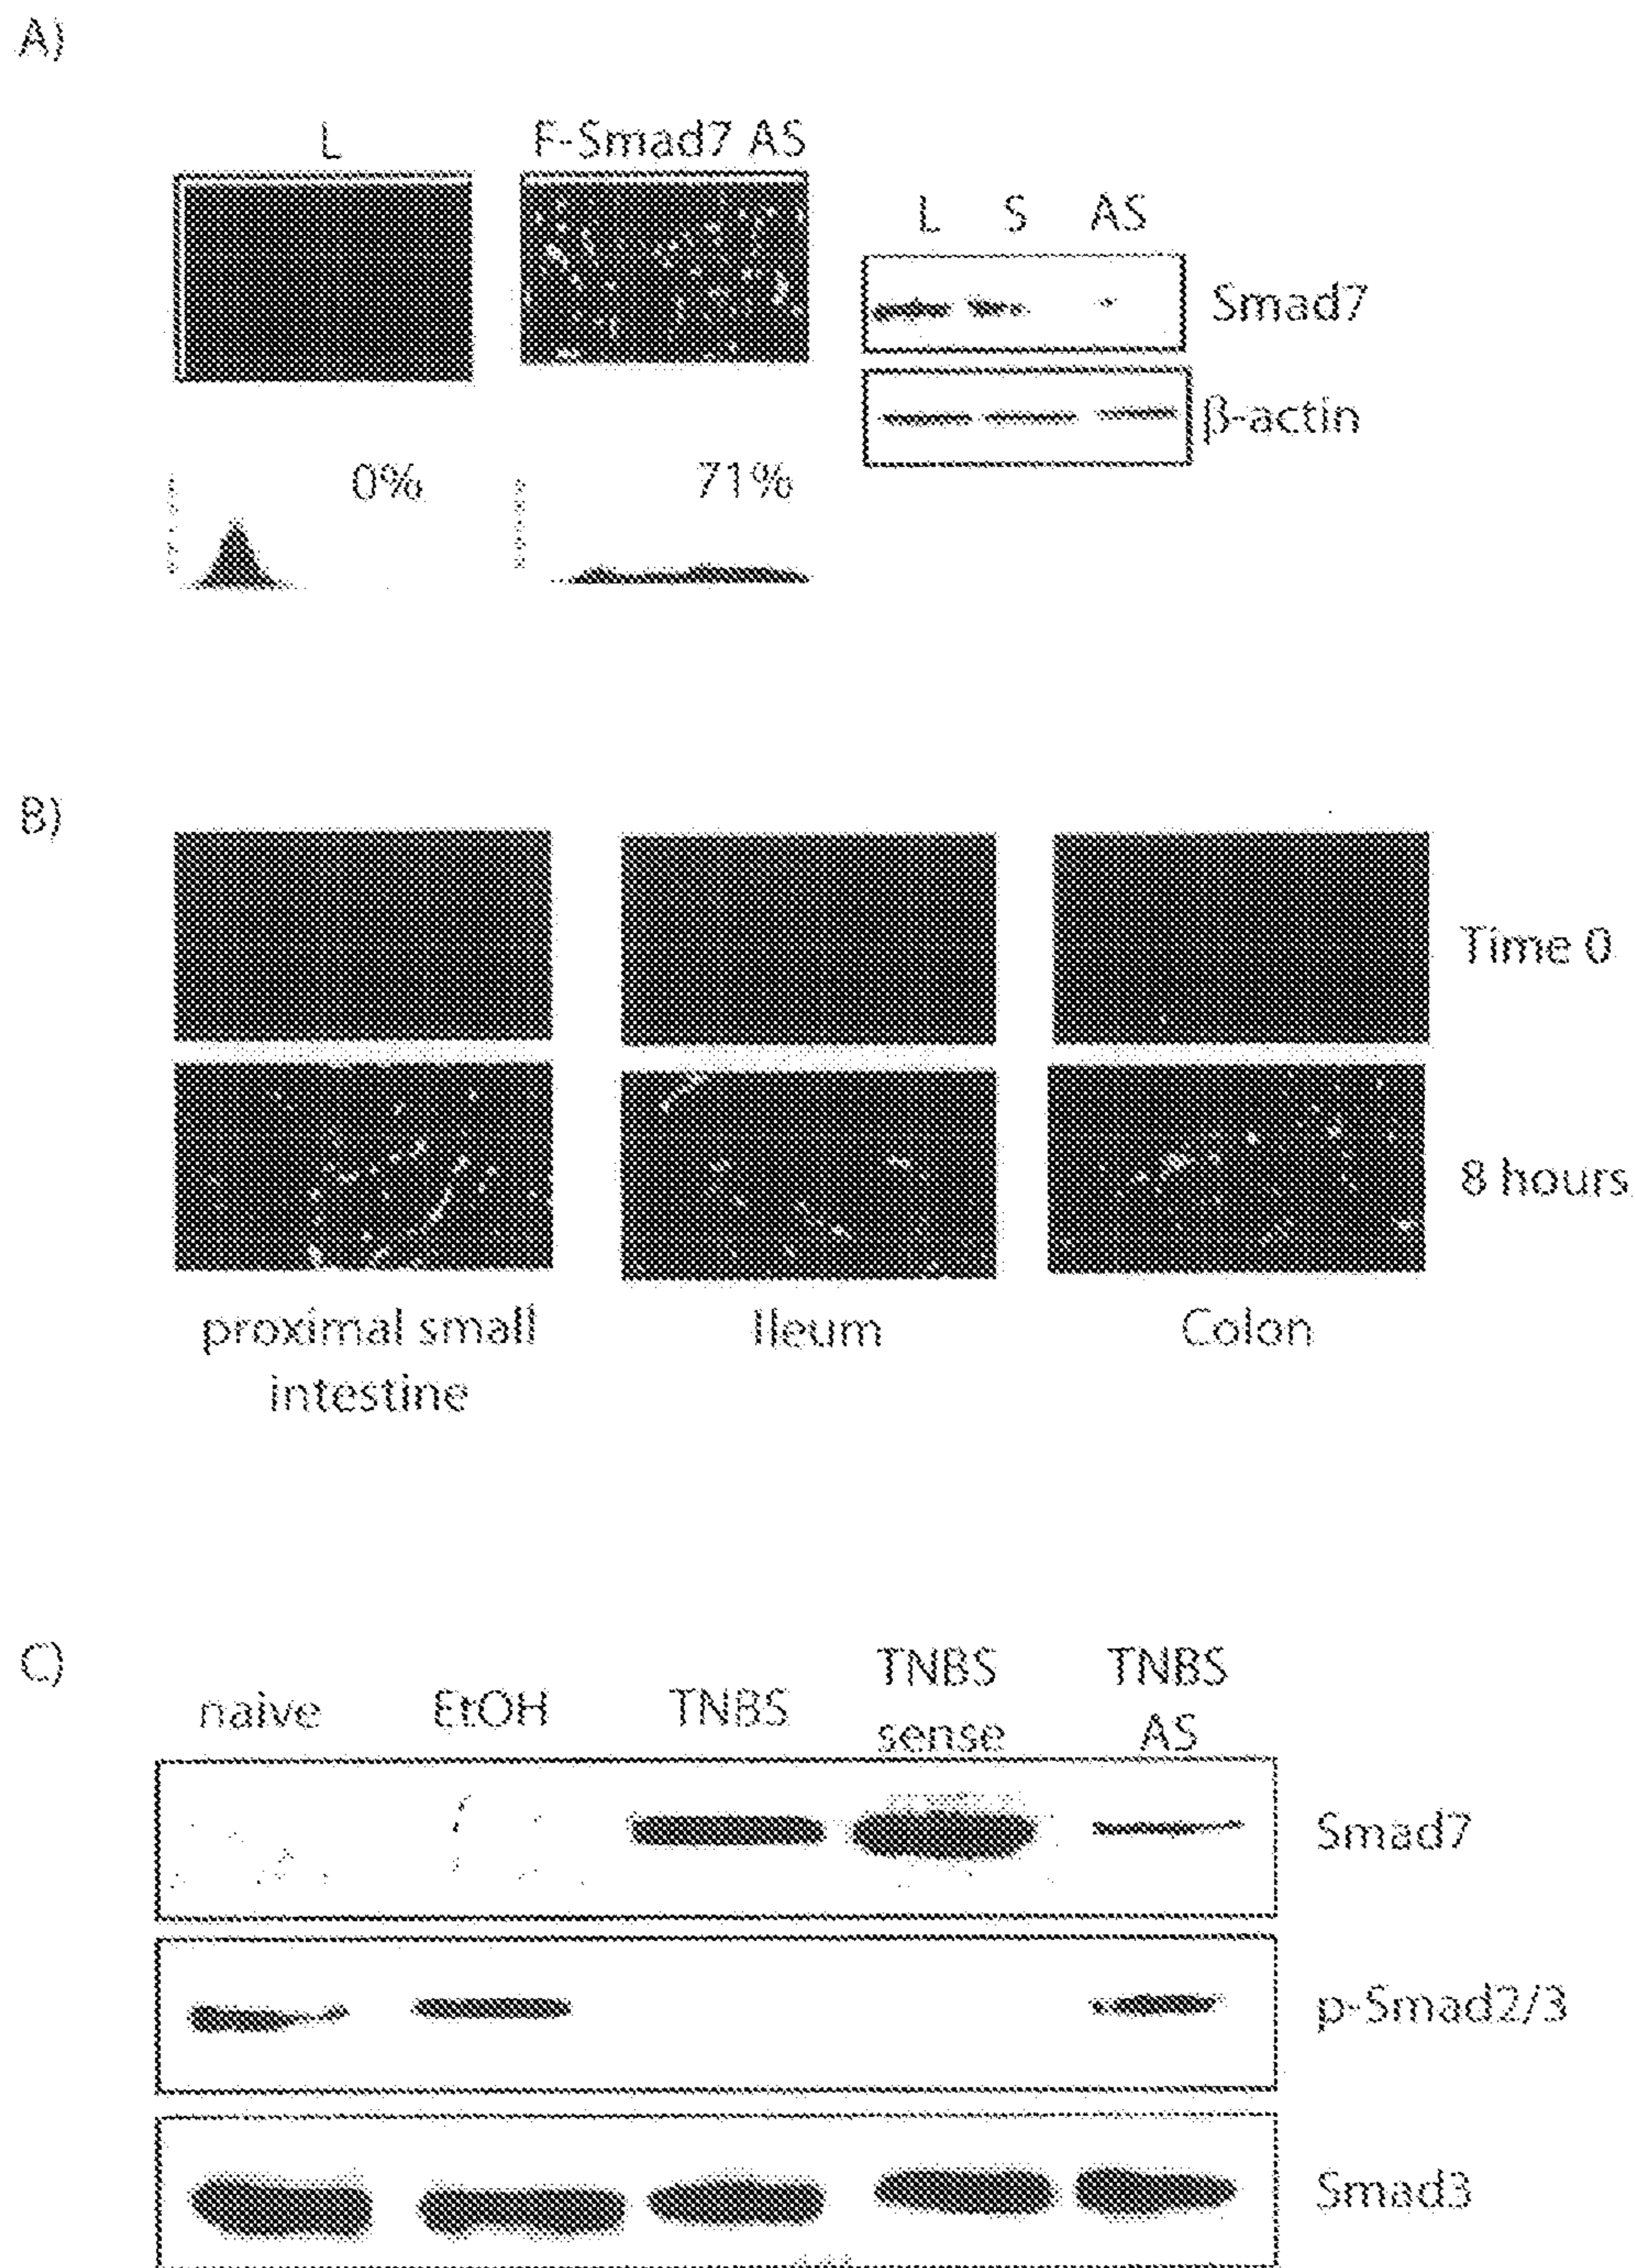 A)
L
F-Smad7 AS
L S AS
Smad7
β-actin
0%
71%
B)
Time 0
8 hours
proximal small
intestine
Ileum
Colon
C)
naive
EtOH
TNBS
TNBS
sense
TNBS
AS
Smad7
p-Smad2/3
Smad3